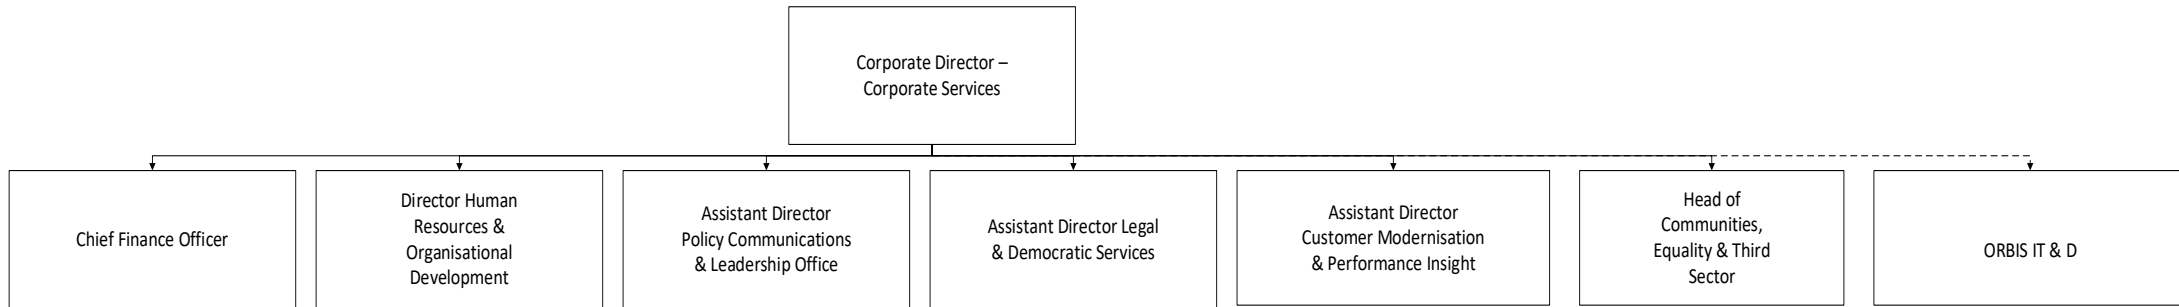 Corporate Director –
Corporate Services
Chief Finance Officer
Director Human
Resources &
Organisational
Development
Assistant Director
Policy Communications
& Leadership Office
Assistant Director Legal
& Democratic Services
Assistant Director
Customer Modernisation
& Performance Insight
Head of
Communities,
Equality & Third
Sector
ORBIS IT & D